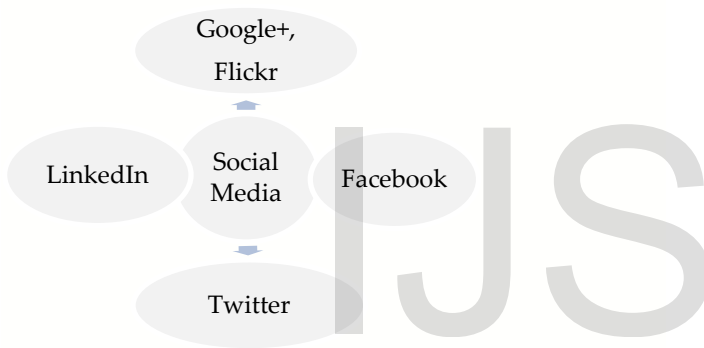 Google+,
Flickr
LinkedIn
Social
Media
Facebook
Twitter
IJS